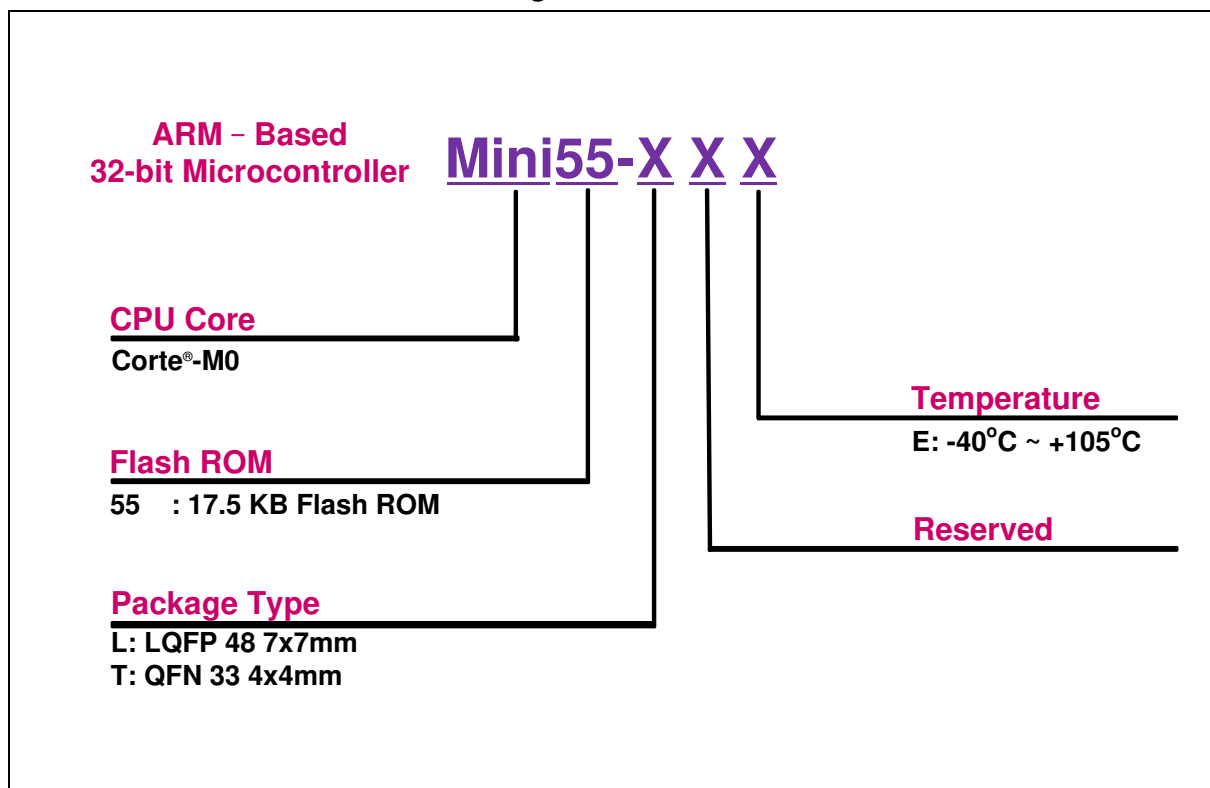 ARM – Based
32-bit Microcontroller
Mini55-X X X
CPU Core
Corte®-M0
Temperature
E: -40°C ~ +105°C
Flash ROM
55 : 17.5 KB Flash ROM
Reserved
Package Type
L: LQFP 48 7x7mm
T: QFN 33 4x4mm